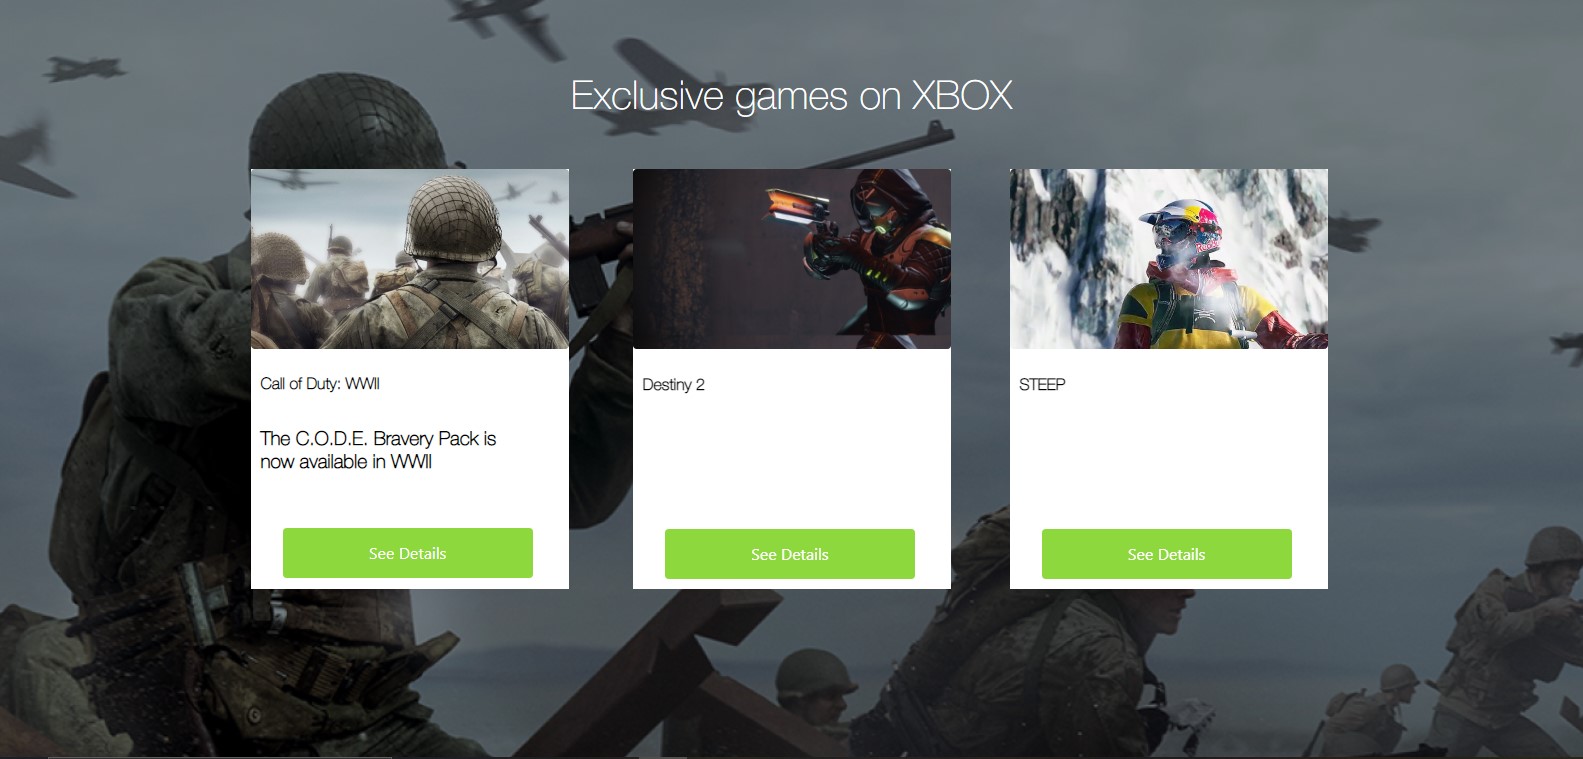 Exclusive games on XBOX
Call of Duty: WWII
The C.O.D.E. Bravery Pack is
now available in WWII
See Details
Destiny 2
See Details
STEEP
See Details